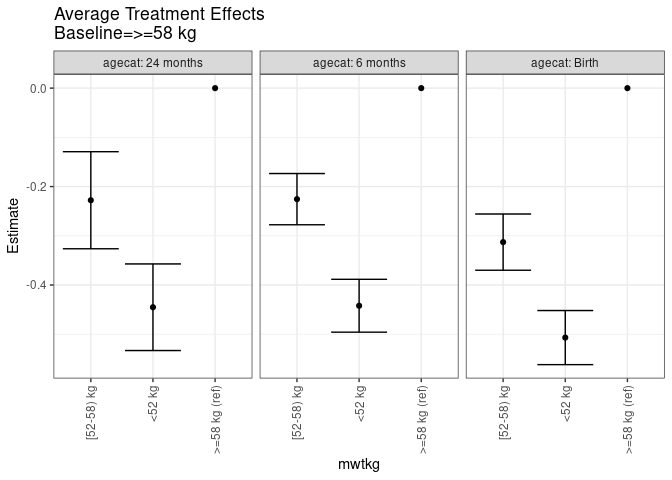 Average Treatment Effects
Baseline=>=58 kg
agecat: 24 months
agecat: 6 months
agecat: Birth
0.0
-0.2
-0.4
Estimate
[52-58) kg
<52 kg
>=58 kg (ref)
[52-58) kg
<52 kg
>=58 kg (ref)
[52-58) kg
<52 kg
>=58 kg (ref)
mwtkg